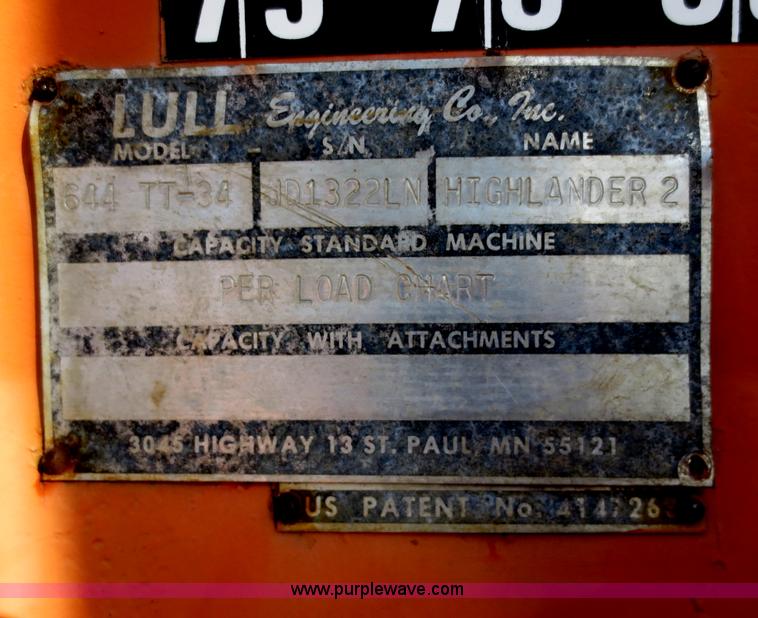 LULL Engineering Co., Inc.
MODEL S/N NAME
644 TT-34 JD1322LN HIGHLANDER 2
CAPACITY STANDARD MACHINE
PER LOAD CHART
CAPACITY WITH ATTACHMENTS
3045 HIGHWAY 13 ST. PAUL, MN 55121
US PATENT No.
www.purplewave.com